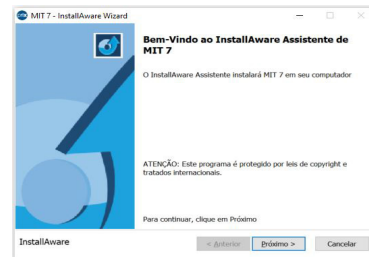 MIT 7 - InstallAware Wizard
Bem-Vindo ao InstallAware Assistente de
MIT 7
O InstallAware Assistente instalará MIT 7 em seu computador
ATENÇÃO: Este programa é protegido por leis de copyright e
tratados internacionais.
Para continuar, clique em Próximo
InstallAware
< Anterior
Próximo >
Cancelar